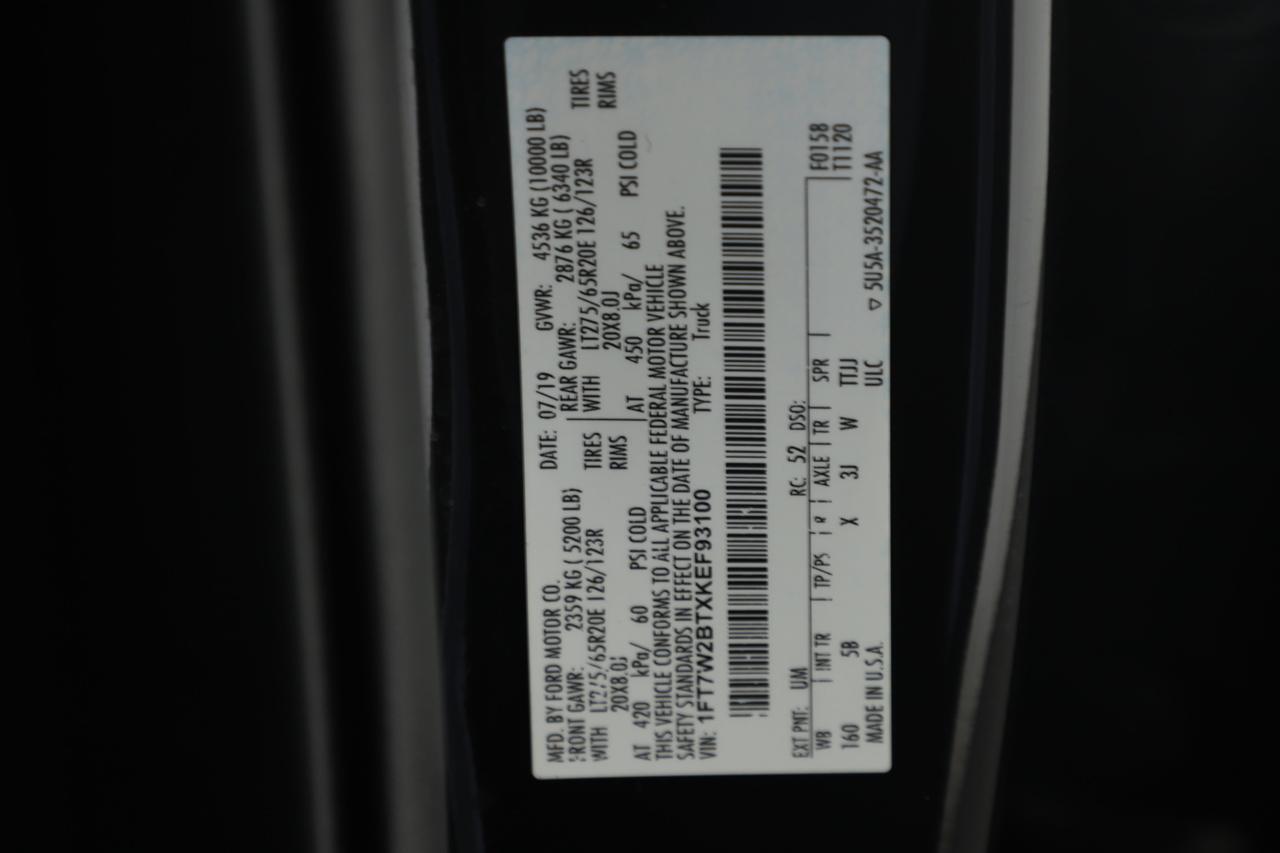 MFD. BY FORD MOTOR CO. DATE: 07/19 GVWR: 4536 KG (10000 LB)
FRONT GAWR: 2359 KG ( 5200 LB) REAR GAWR: 2876 KG ( 6340 LB)
WITH LT275/65R20E 126/123R TIRES WITH LT275/65R20E 126/123R TIRES
20X8.0J RIMS 20X8.0J RIMS
AT 420 kPa/ 60 PSI COLD AT 450 kPa/ 65 PSI COLD
THIS VEHICLE CONFORMS TO ALL APPLICABLE FEDERAL MOTOR VEHICLE
SAFETY STANDARDS IN EFFECT ON THE DATE OF MANUFACTURE SHOWN ABOVE.
VIN: 1FT7W2BTXKEF93100 TYPE: Truck
EXT PNT: UM RC: 52 DSO: F0158
WB INT TR TP/PS R AXLE TR SPR T1120
160 5B X 3J W TTJJ
MADE IN U.S.A. ULC ▽ 5U5A-3520472-AA